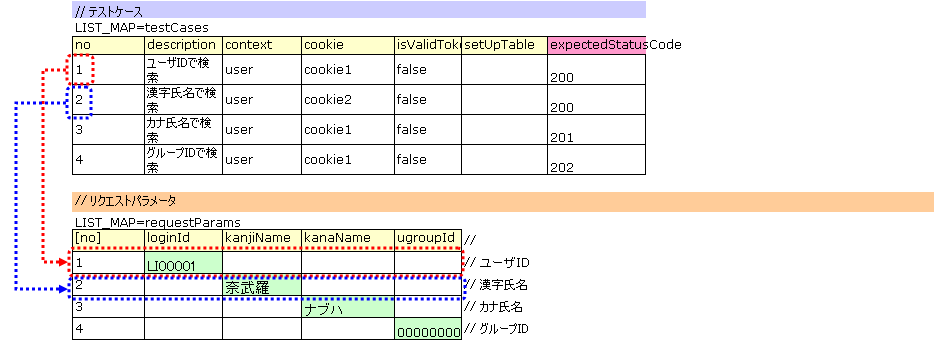 // テストケース
LIST_MAP=testCases
no description context cookie isValidToke setUpTable expectedStatusCode
1 ユーザIDで検索 user cookie1 false 200
2 漢字氏名で検索 user cookie2 false 200
3 カナ氏名で検索 user cookie1 false 201
4 グループIDで検索 user cookie1 false 202
// リクエストパラメータ
LIST_MAP=requestParams
[no] loginId kanjiName kanaName ugroupId //
1 LI00001 // ユーザID
2 奈武羅 // 漢字氏名
3 ナブハ // カナ氏名
4 00000000 // グループID